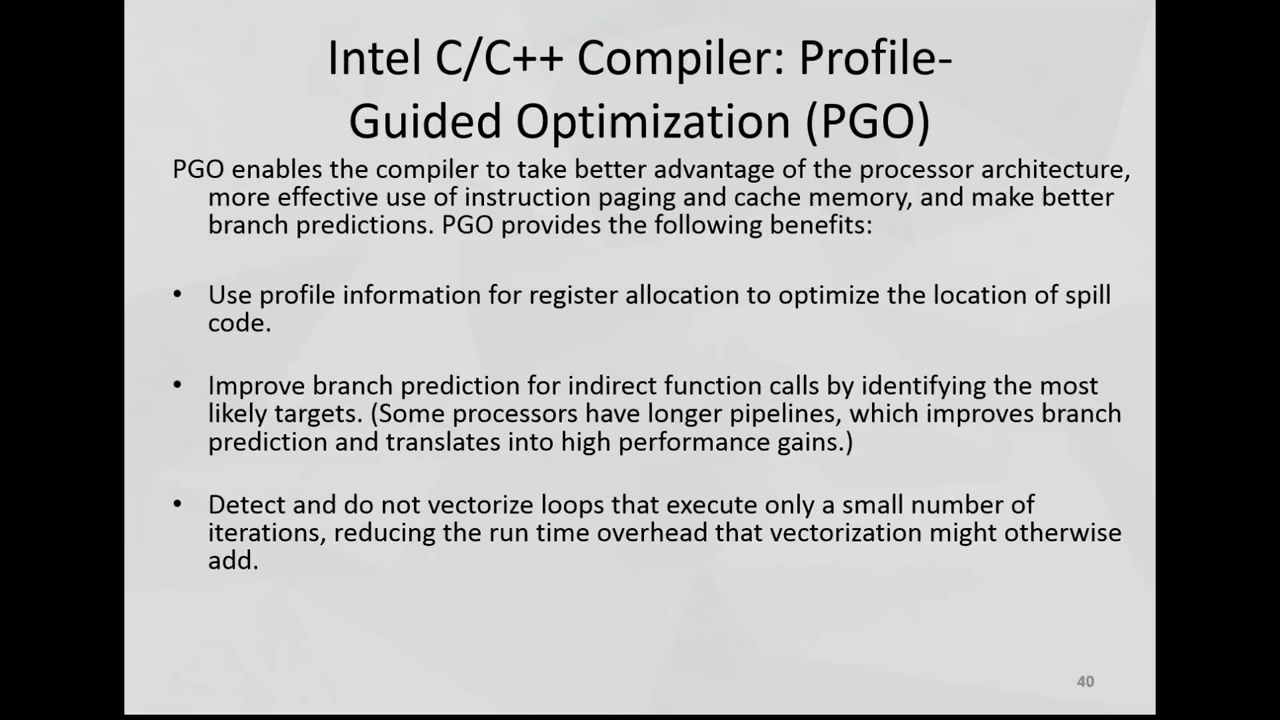 Intel C/C++ Compiler: Profile-
Guided Optimization (PGO)
PGO enables the compiler to take better advantage of the processor architecture,
more effective use of instruction paging and cache memory, and make better
branch predictions. PGO provides the following benefits:
• Use profile information for register allocation to optimize the location of spill
code.
• Improve branch prediction for indirect function calls by identifying the most
likely targets. (Some processors have longer pipelines, which improves branch
prediction and translates into high performance gains.)
• Detect and do not vectorize loops that execute only a small number of
iterations, reducing the run time overhead that vectorization might otherwise
add.
40